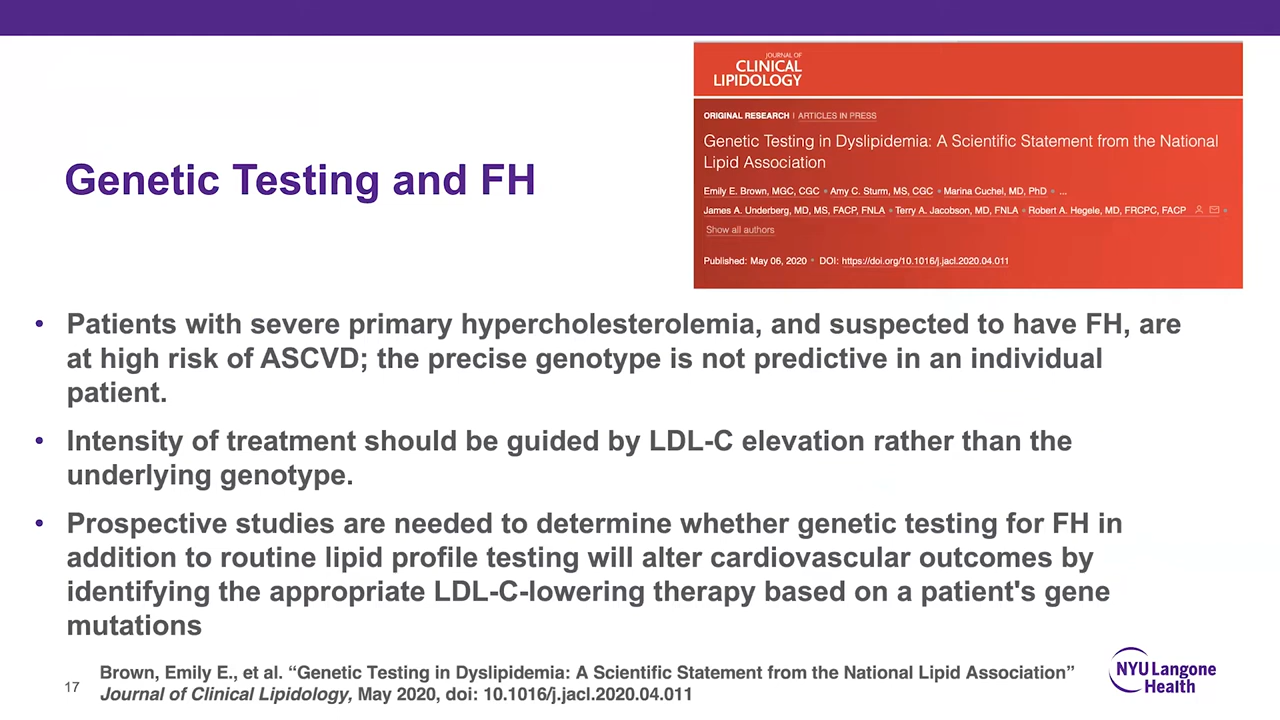 JOURNAL OF
CLINICAL
LIPIDOLOGY
ORIGINAL RESEARCH | ARTICLES IN PRESS
Genetic Testing in Dyslipidemia: A Scientific Statement from the National
Lipid Association
Emily E. Brown, MGC, CGC • Amy C. Sturm, MS, CGC • Marina Cuchel, MD, PhD • ...
James A. Underberg, MD, MS, FACP, FNLA • Terry A. Jacobson, MD, FNLA • Robert A. Hegele, MD, FRCPC, FACP •
Show all authors
Published: May 06, 2020 • DOI: https://doi.org/10.1016/j.jacl.2020.04.011
Genetic Testing and FH
• Patients with severe primary hypercholesterolemia, and suspected to have FH, are
at high risk of ASCVD; the precise genotype is not predictive in an individual
patient.
• Intensity of treatment should be guided by LDL-C elevation rather than the
underlying genotype.
• Prospective studies are needed to determine whether genetic testing for FH in
addition to routine lipid profile testing will alter cardiovascular outcomes by
identifying the appropriate LDL-C-lowering therapy based on a patient's gene
mutations
Brown, Emily E., et al. “Genetic Testing in Dyslipidemia: A Scientific Statement from the National Lipid Association”
Journal of Clinical Lipidology, May 2020, doi: 10.1016/j.jacl.2020.04.011
17
NYU Langone
Health